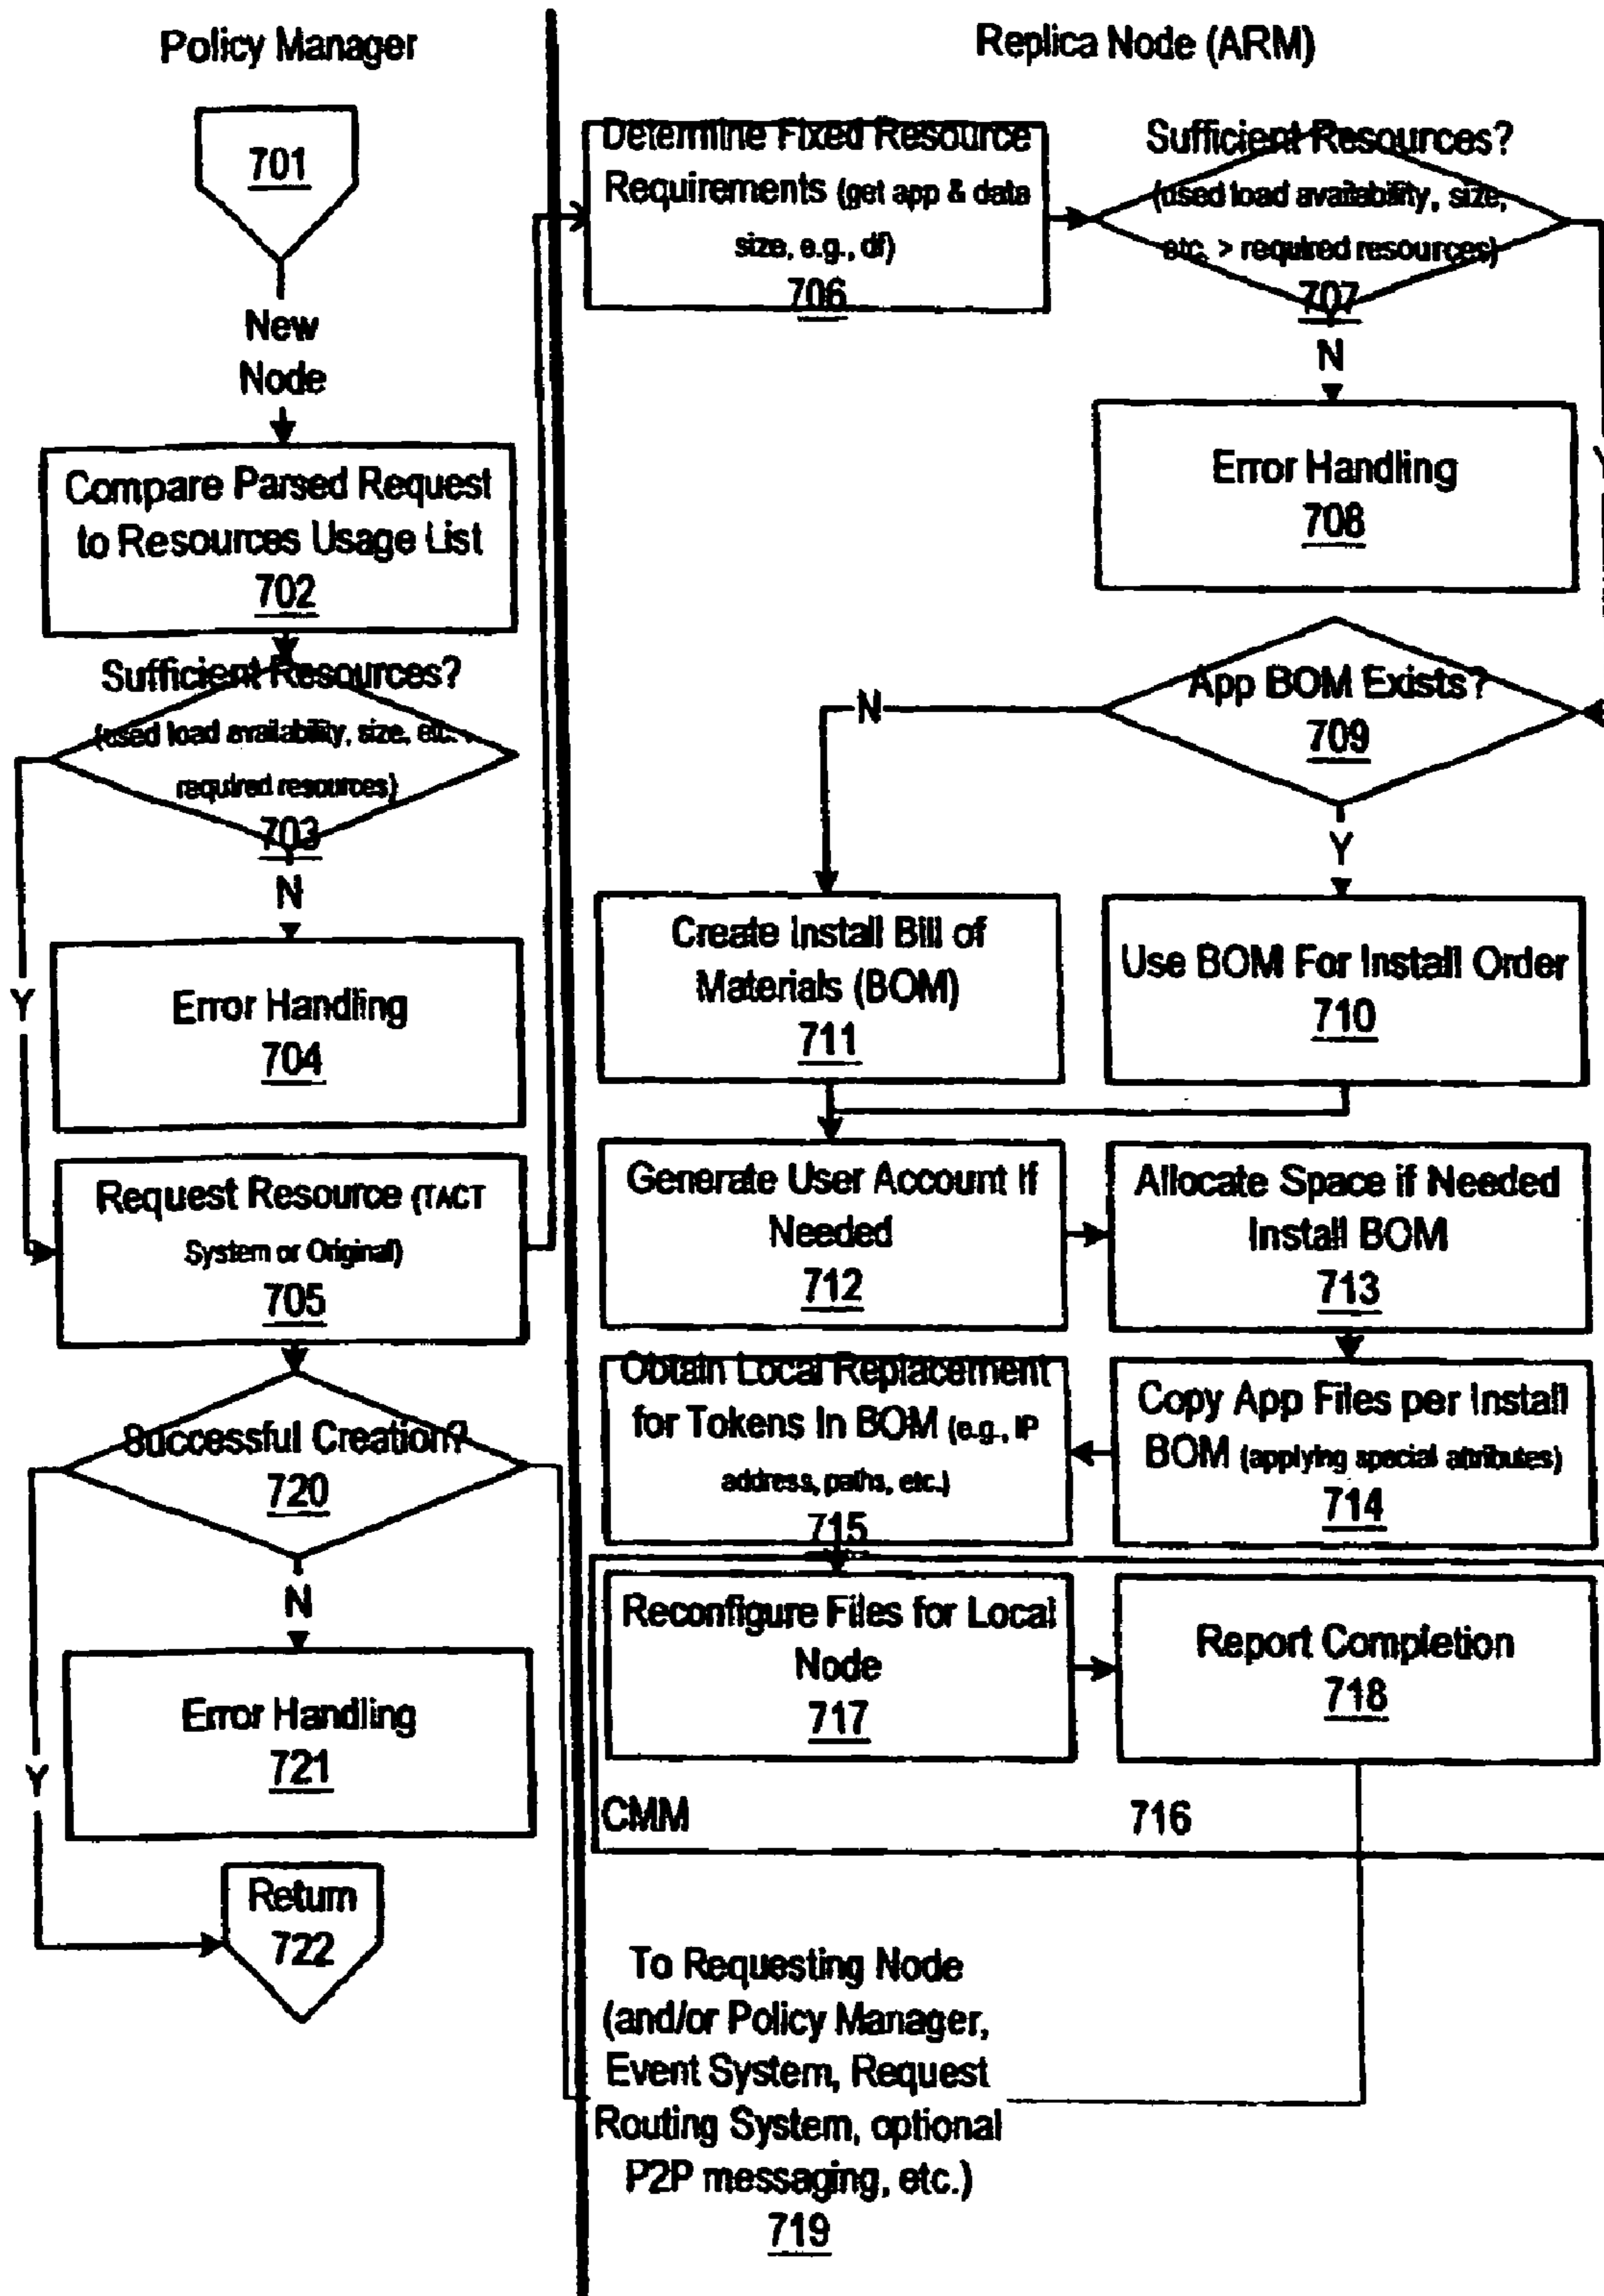 Policy Manager
701
New
Node
Compare Parsed Request
to Resources Usage List
702
Sufficient Resources?
(used load availability, size, etc.
required resources)
703
N
Y
Error Handling
704
Request Resource (TACT
System or Original)
705
Successful Creation?
720
N
Y
Error Handling
721
Return
722
Replica Node (ARM)
Determine Fixed Resource
Requirements (get app & data
size, e.g., df)
706
Sufficient Resources?
(used load availability, size,
etc. > required resources)
707
N
Y
Error Handling
708
App BOM Exists?
709
N
Y
Create Install Bill of
Materials (BOM)
711
Use BOM For Install Order
710
Generate User Account If
Needed
712
Allocate Space if Needed
Install BOM
713
Obtain Local Replacement
for Tokens In BOM (e.g., IP
address, paths, etc.)
715
Copy App Files per Install
BOM (applying special attributes)
714
Reconfigure Files for Local
Node
717
Report Completion
718
CMM
716
To Requesting Node
(and/or Policy Manager,
Event System, Request
Routing System, optional
P2P messaging, etc.)
719